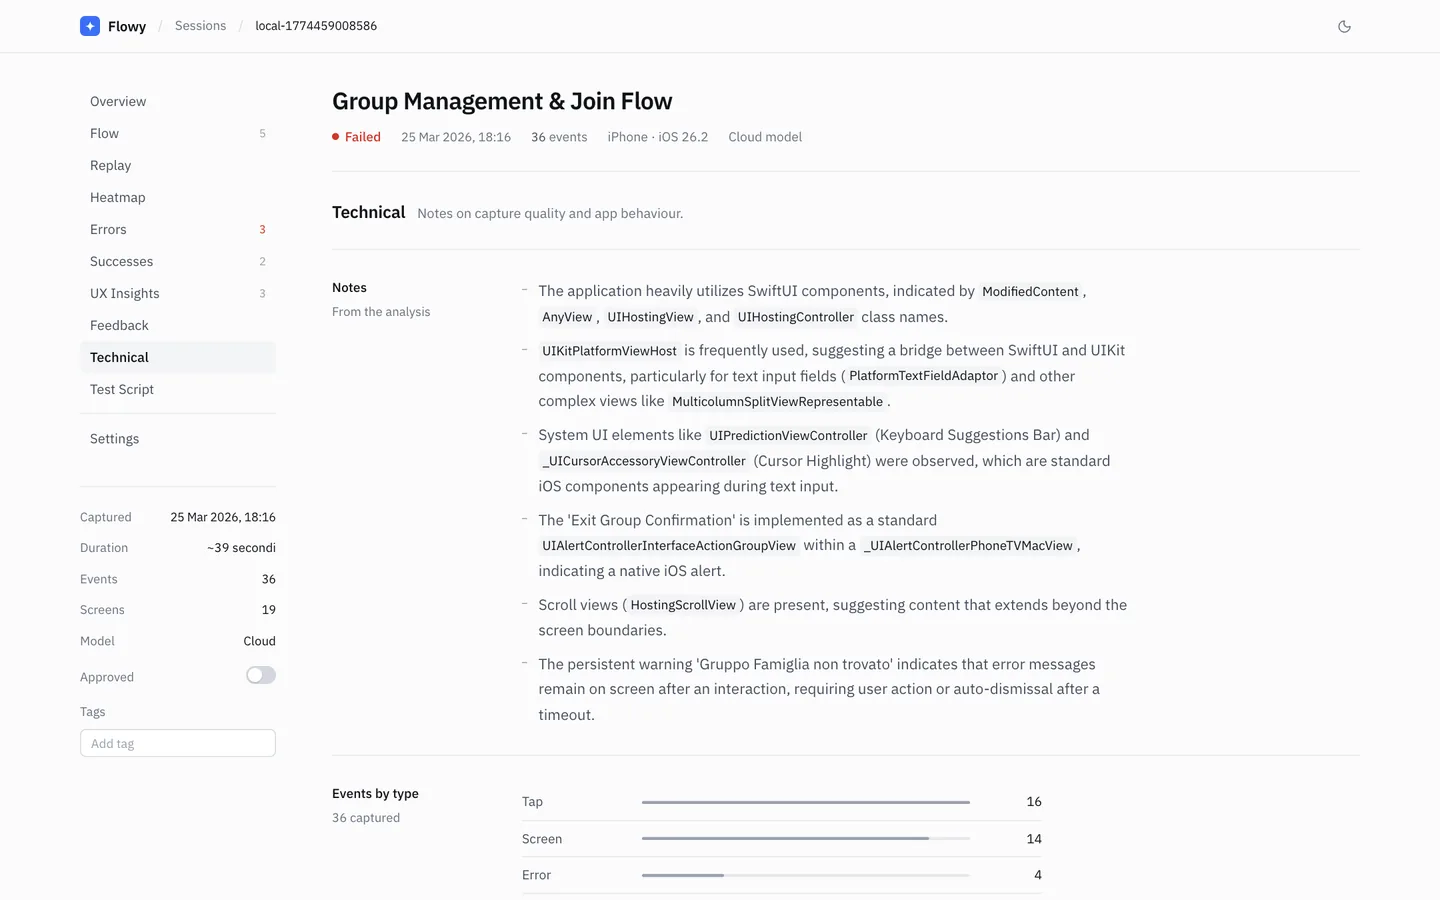 Flowy / Sessions / local-1774459008586
Overview
Flow 5
Replay
Heatmap
Errors 3
Successes 2
UX Insights 3
Feedback
Technical
Test Script
Settings
Captured 25 Mar 2026, 18:16
Duration ~39 secondi
Events 36
Screens 19
Model Cloud
Approved
Tags
Add tag
Group Management & Join Flow
Failed 25 Mar 2026, 18:16 36 events iPhone · iOS 26.2 Cloud model
Technical Notes on capture quality and app behaviour.
Notes
From the analysis
– The application heavily utilizes SwiftUI components, indicated by ModifiedContent ,
AnyView , UIHostingView , and UIHostingController class names.
– UIKitPlatformViewHost is frequently used, suggesting a bridge between SwiftUI and UIKit
components, particularly for text input fields ( PlatformTextFieldAdaptor ) and other
complex views like MulticolumnSplitViewRepresentable .
– System UI elements like UIPredictionViewController (Keyboard Suggestions Bar) and
_UICursorAccessoryViewController (Cursor Highlight) were observed, which are standard
iOS components appearing during text input.
– The 'Exit Group Confirmation' is implemented as a standard
UIAlertControllerInterfaceActionGroupView within a _UIAlertControllerPhoneTVMacView ,
indicating a native iOS alert.
– Scroll views ( HostingScrollView ) are present, suggesting content that extends beyond the
screen boundaries.
– The persistent warning 'Gruppo Famiglia non trovato' indicates that error messages
remain on screen after an interaction, requiring user action or auto-dismissal after a
timeout.
Events by type
36 captured
Tap 16
Screen 14
Error 4